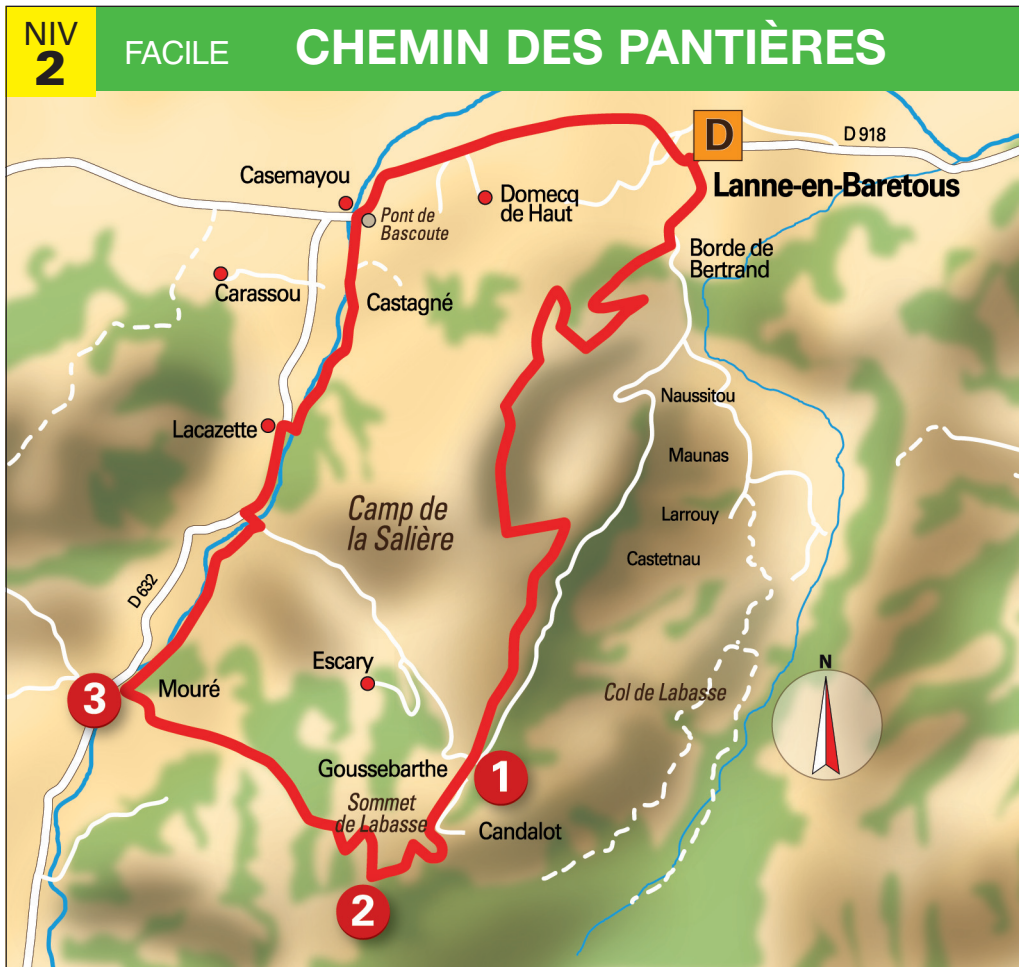 NIV
2
FACILE
CHEMIN DES PANTIÈRES
D
D 918
Lanne-en-Baretous
Casemayou
Domecq
de Haut
Pont de
Bascoute
Borde de
Bertrand
Carassou
Castagné
Naussitou
Lacazette
Maunas
Camp de
la Salière
Larrouy
Castetnau
D 632
Escary
N
Mouré
Col de Labasse
3
Goussebarthe
1
Sommet
de Labasse
Candalot
2